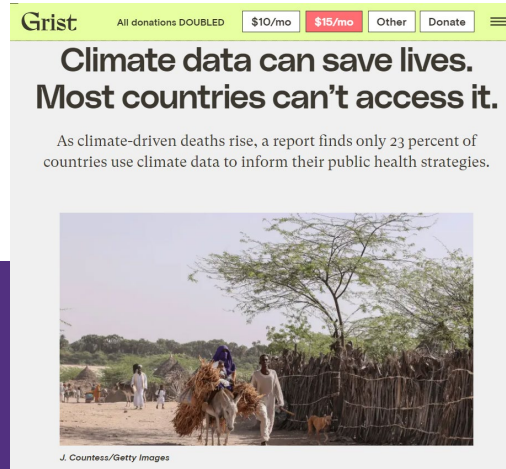 Grist
All donations DOUBLED
$10/mo
$15/mo
Other
Donate
Climate data can save lives.
Most countries can’t access it.
As climate-driven deaths rise, a report finds only 23 percent of
countries use climate data to inform their public health strategies.
J. Countess/Getty Images